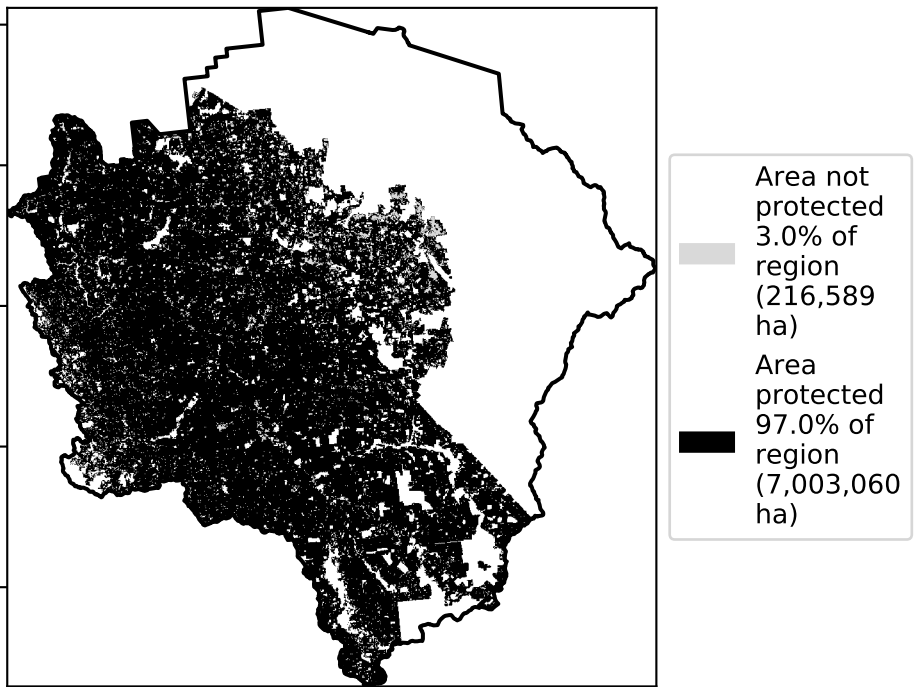 Area not
protected
3.0% of
region
(216,589
ha)
Area
protected
97.0% of
region
(7,003,060
ha)